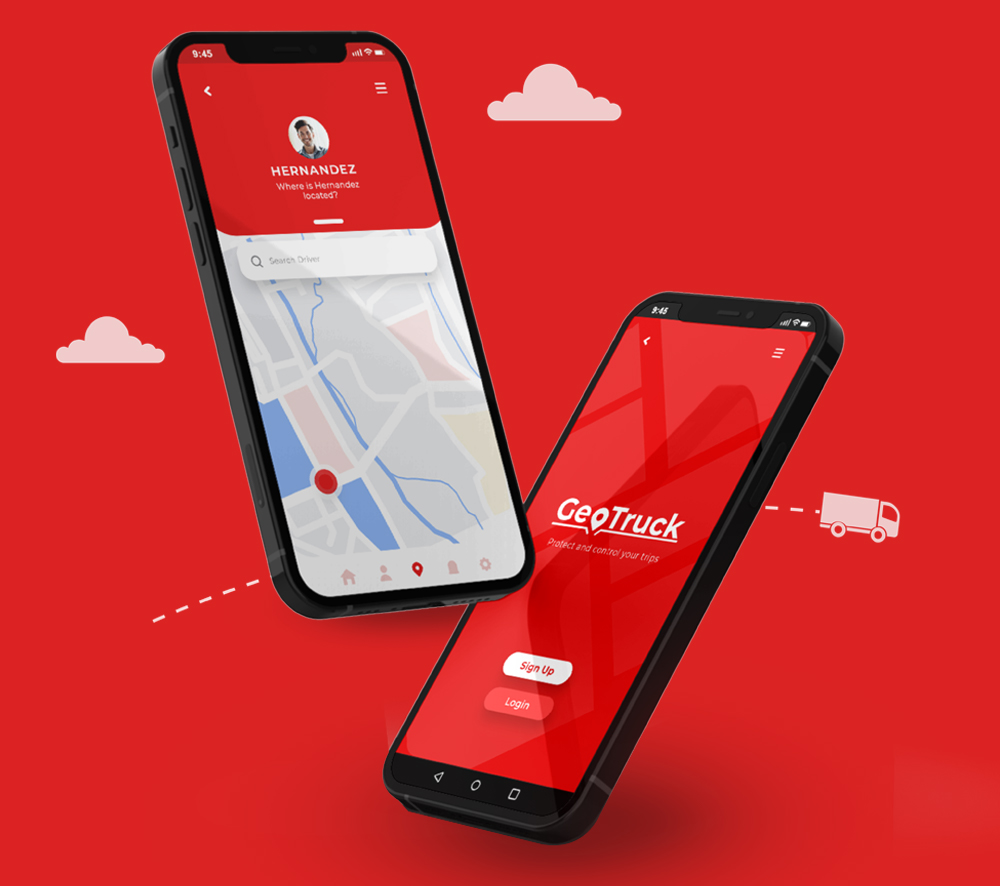 9:45
HERNANDEZ
Where is Hernandez
located?
Search Driver
9:45
GeoTruck
Protect and control your trips
Sign Up
Login